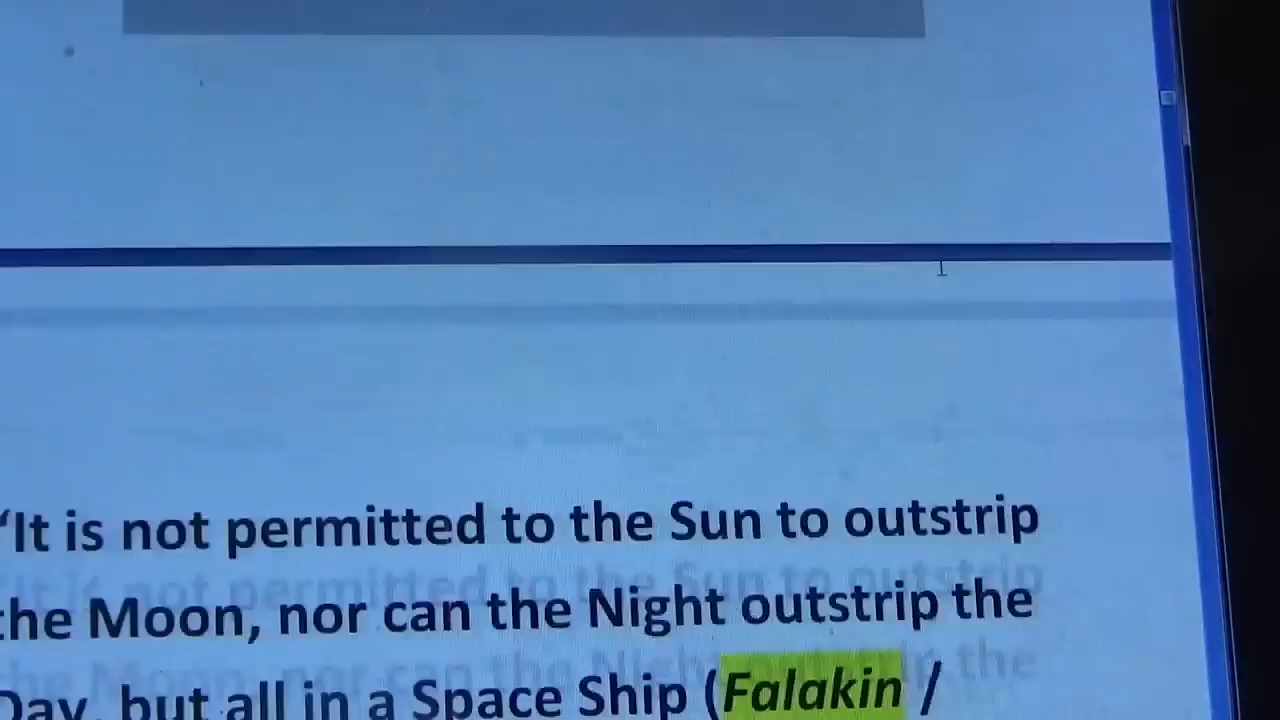 ‘It is not permitted to the Sun to outstrip
the Moon, nor can the Night outstrip the
Day, but all in a Space Ship (Falakin /